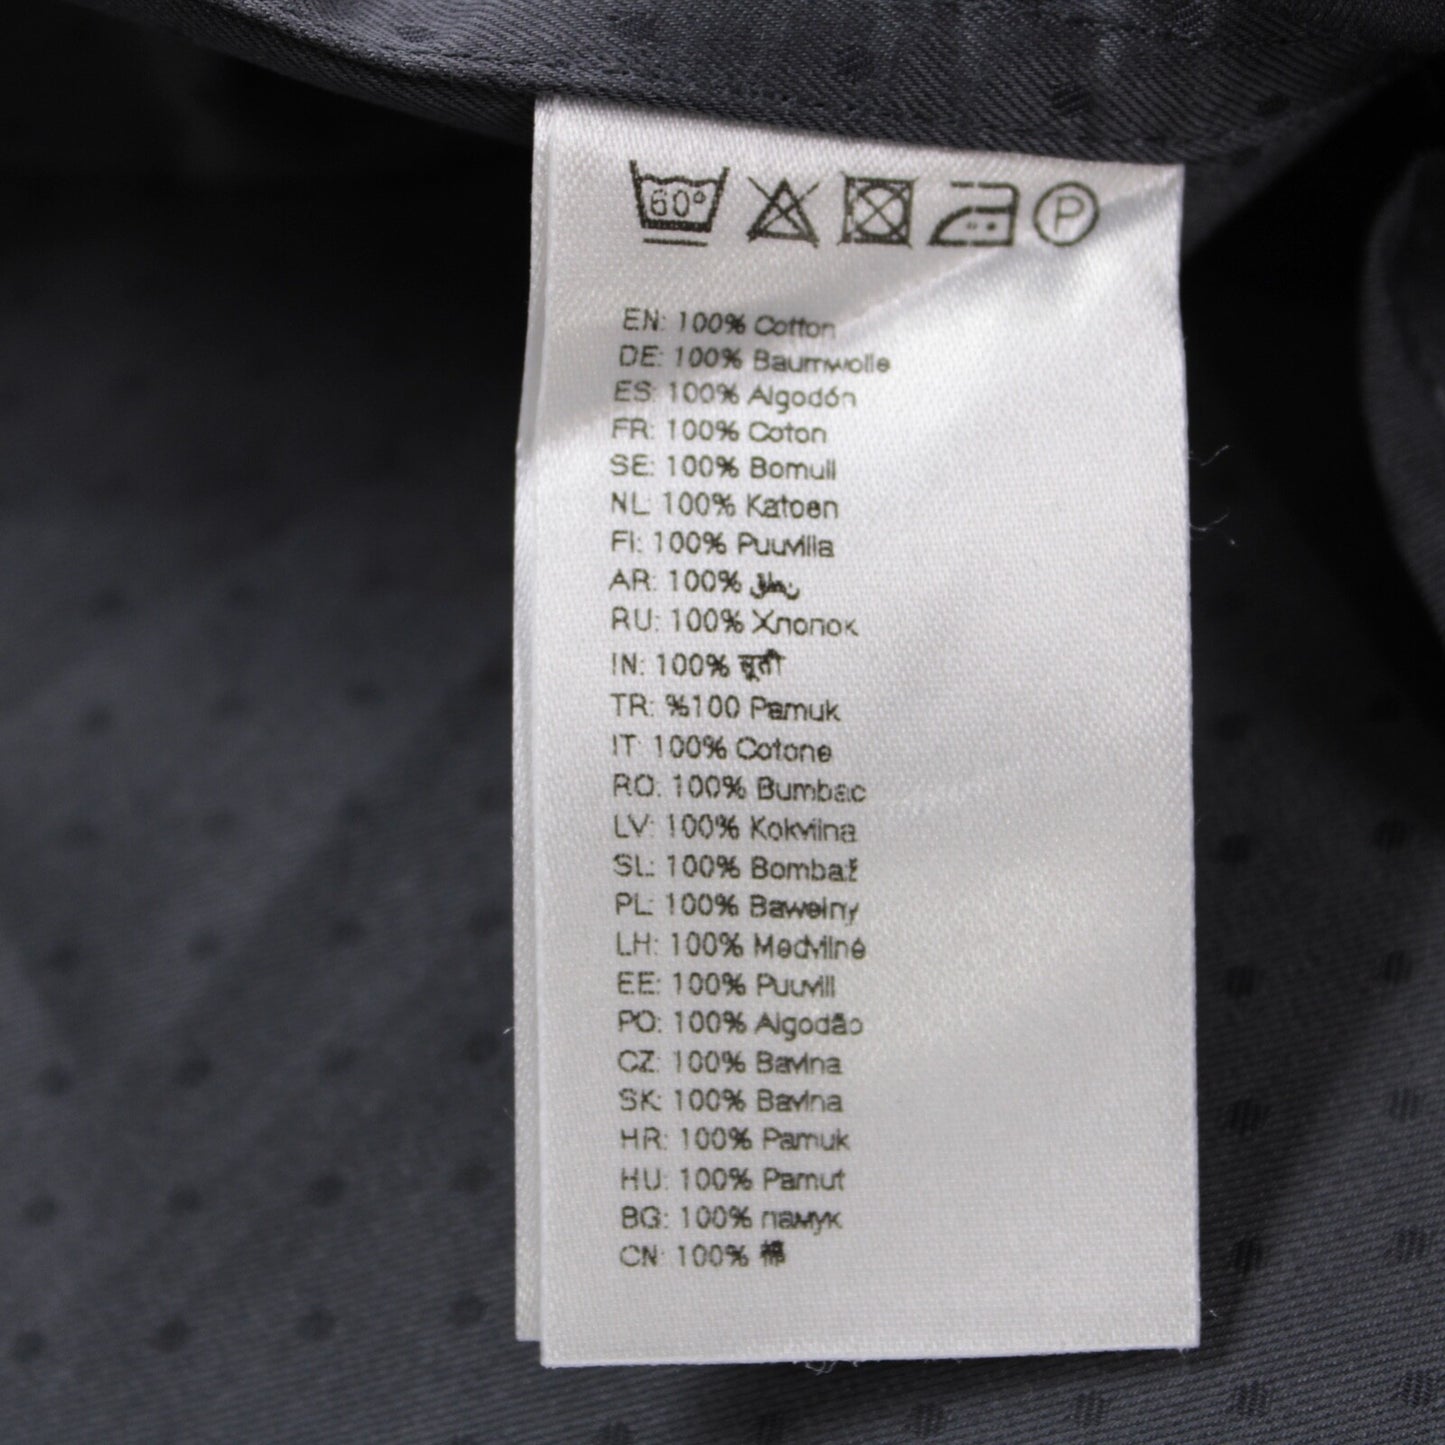 60°
P
EN: 100% Cotton
DE: 100% Baumwolle
ES: 100% Algodón
FR: 100% Coton
SE: 100% Bomull
NL: 100% Katoen
FI: 100% Puuvilla
AR: 100%
RU: 100% Хлопок
IN: 100% सूती
TR: %100 Pamuk
IT: 100% Cotone
RO: 100% Bumbac
LV: 100% Kokvilna
SL: 100% Bombaž
PL: 100% Bawełny
LH: 100% Medvilnė
EE: 100% Puuvill
PO: 100% Algodão
CZ: 100% Bavlna
SK: 100% Bavlna
HR: 100% Pamuk
HU: 100% Pamut
BG: 100% памук
CN: 100% 棉